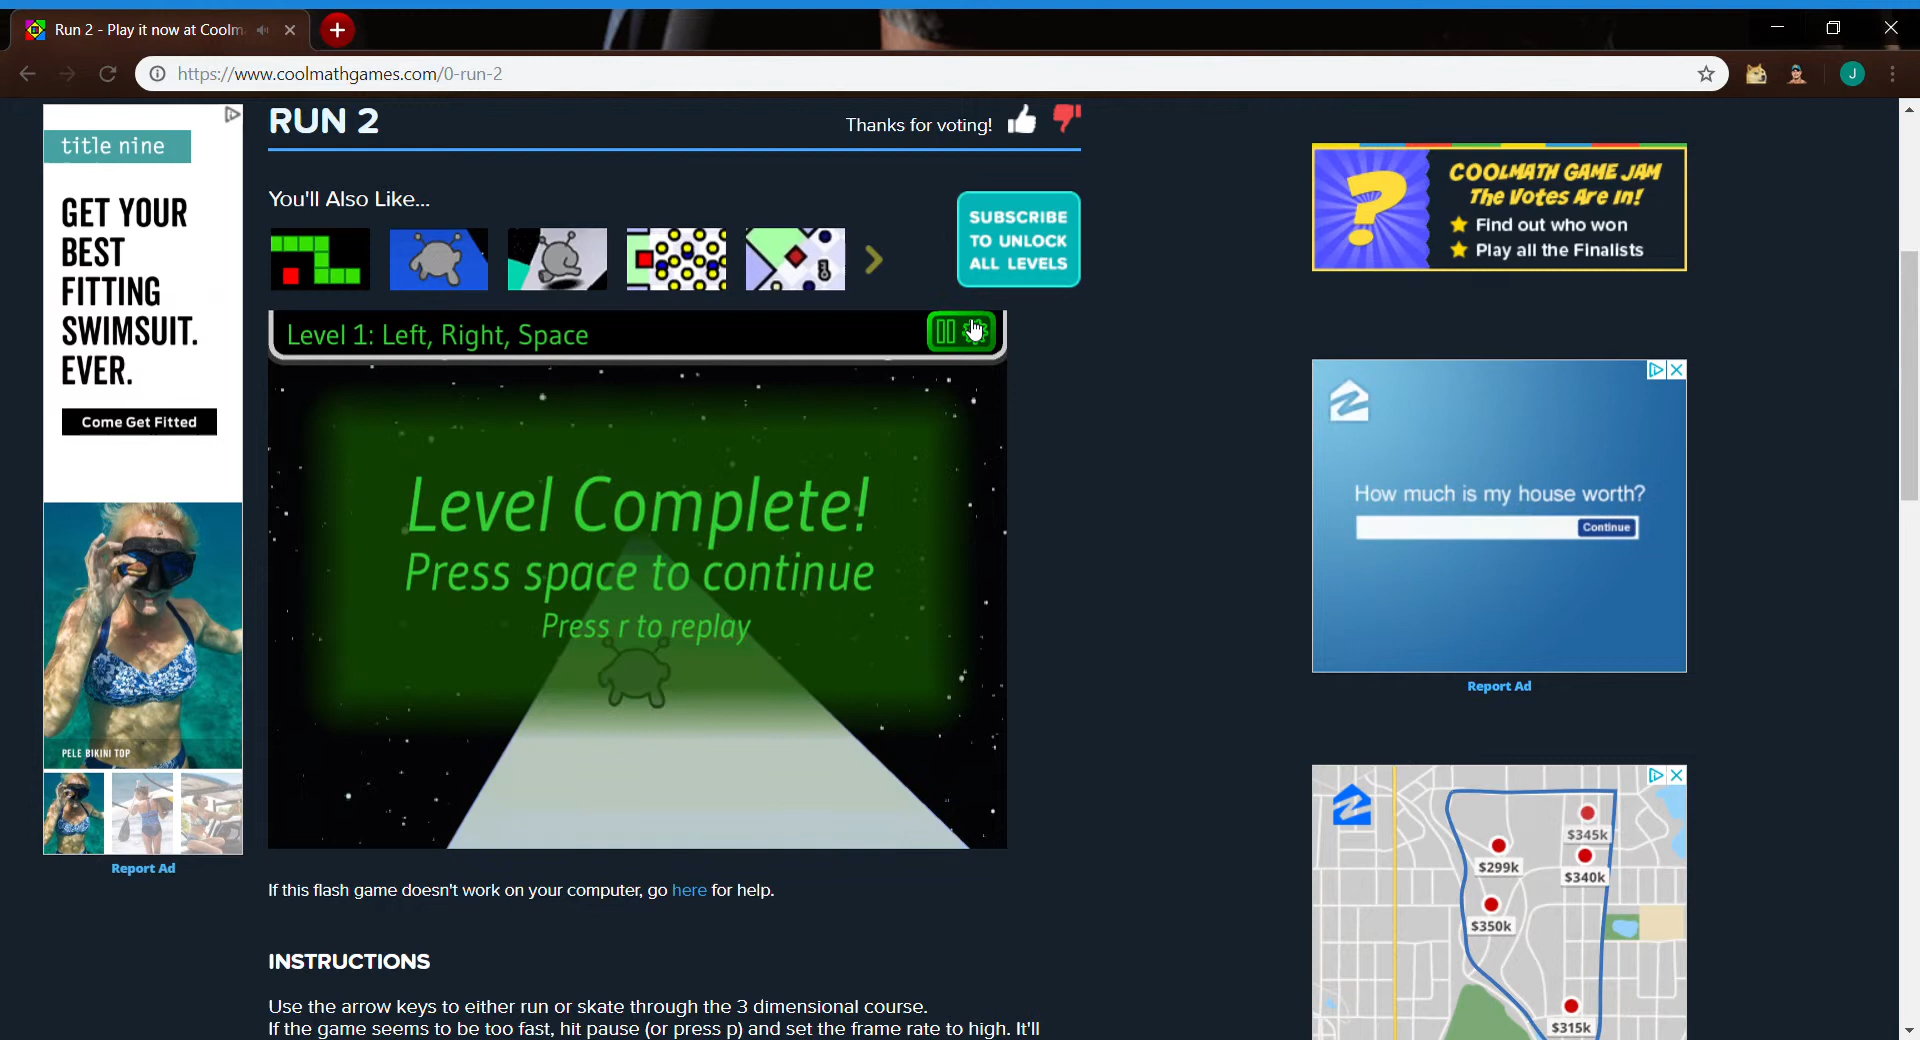 Run 2 - Play it now at Coolm
https://www.coolmathgames.com/0-run-2
J
title nine
GET YOUR
BEST
FITTING
SWIMSUIT.
EVER.
Come Get Fitted
PELE BIKINI TOP
Report Ad
RUN 2
Thanks for voting!
You'll Also Like...
SUBSCRIBE
TO UNLOCK
ALL LEVELS
Level 1: Left, Right, Space
Level Complete!
Press space to continue
Press r to replay
If this flash game doesn't work on your computer, go here for help.
INSTRUCTIONS
Use the arrow keys to either run or skate through the 3 dimensional course.
If the game seems to be too fast, hit pause (or press p) and set the frame rate to high. It'll
?
COOLMATH GAME JAM
The Votes Are In!
Find out who won
Play all the Finalists
How much is my house worth?
Continue
Report Ad
$345k
$299k
$340k
$350k
$315k